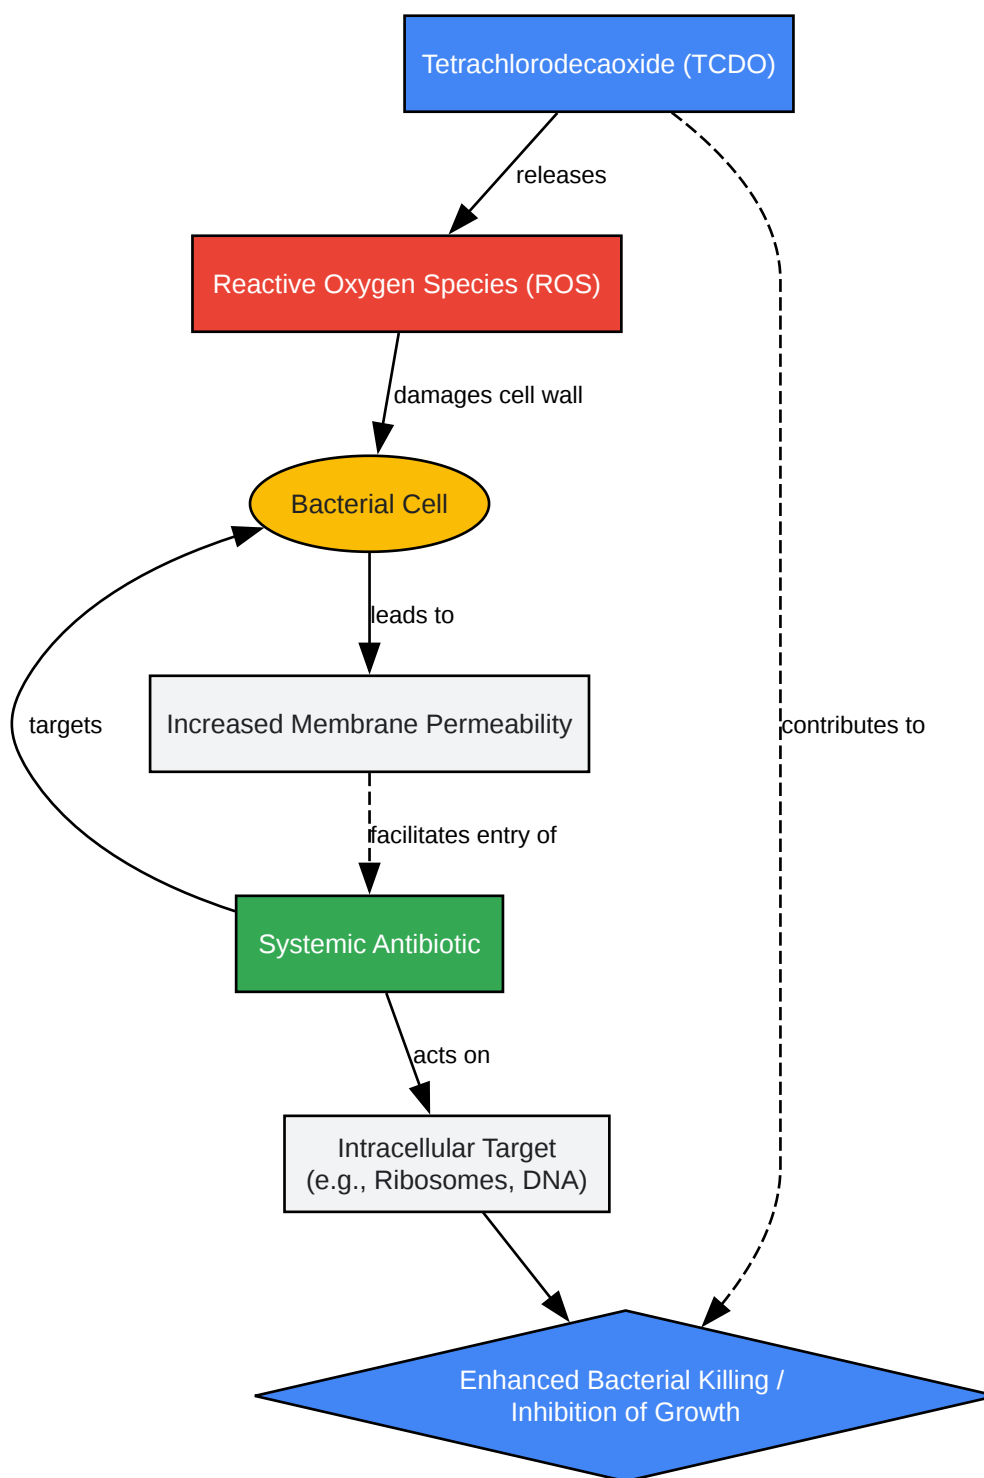 Tetrachlorodecaoxide (TCDO)
releases
Reactive Oxygen Species (ROS)
damages cell wall
Bacterial Cell
leads to
Increased Membrane Permeability
targets
contributes to
facilitates entry of
Systemic Antibiotic
acts on
Intracellular Target
(e.g., Ribosomes, DNA)
Enhanced Bacterial Killing /
Inhibition of Growth